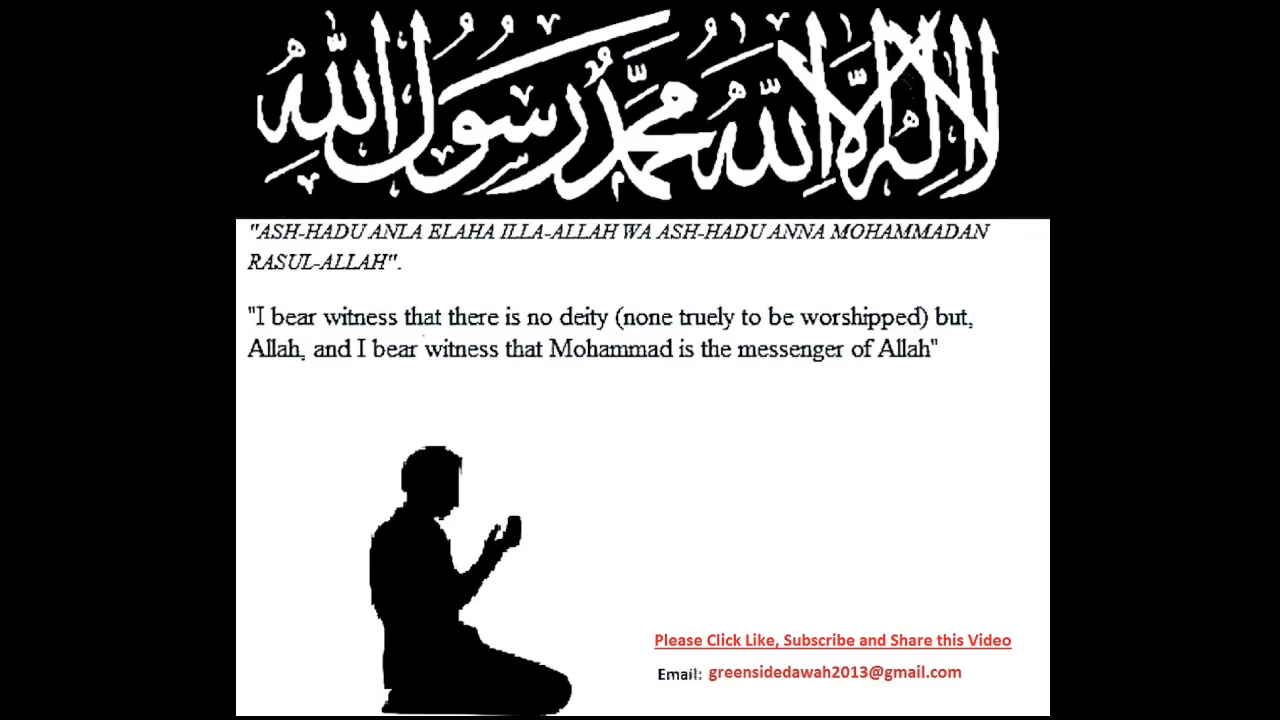 لا إله إلا الله محمد رسول الله
"ASH-HADU ANLA ELAHA ILLA-ALLAH WA ASH-HADU ANNA MOHAMMADAN
RASUL-ALLAH".
"I bear witness that there is no deity (none truely to be worshipped) but,
Allah, and I bear witness that Mohammad is the messenger of Allah"
Please Click Like, Subscribe and Share this Video
Email: greensidedawah2013@gmail.com